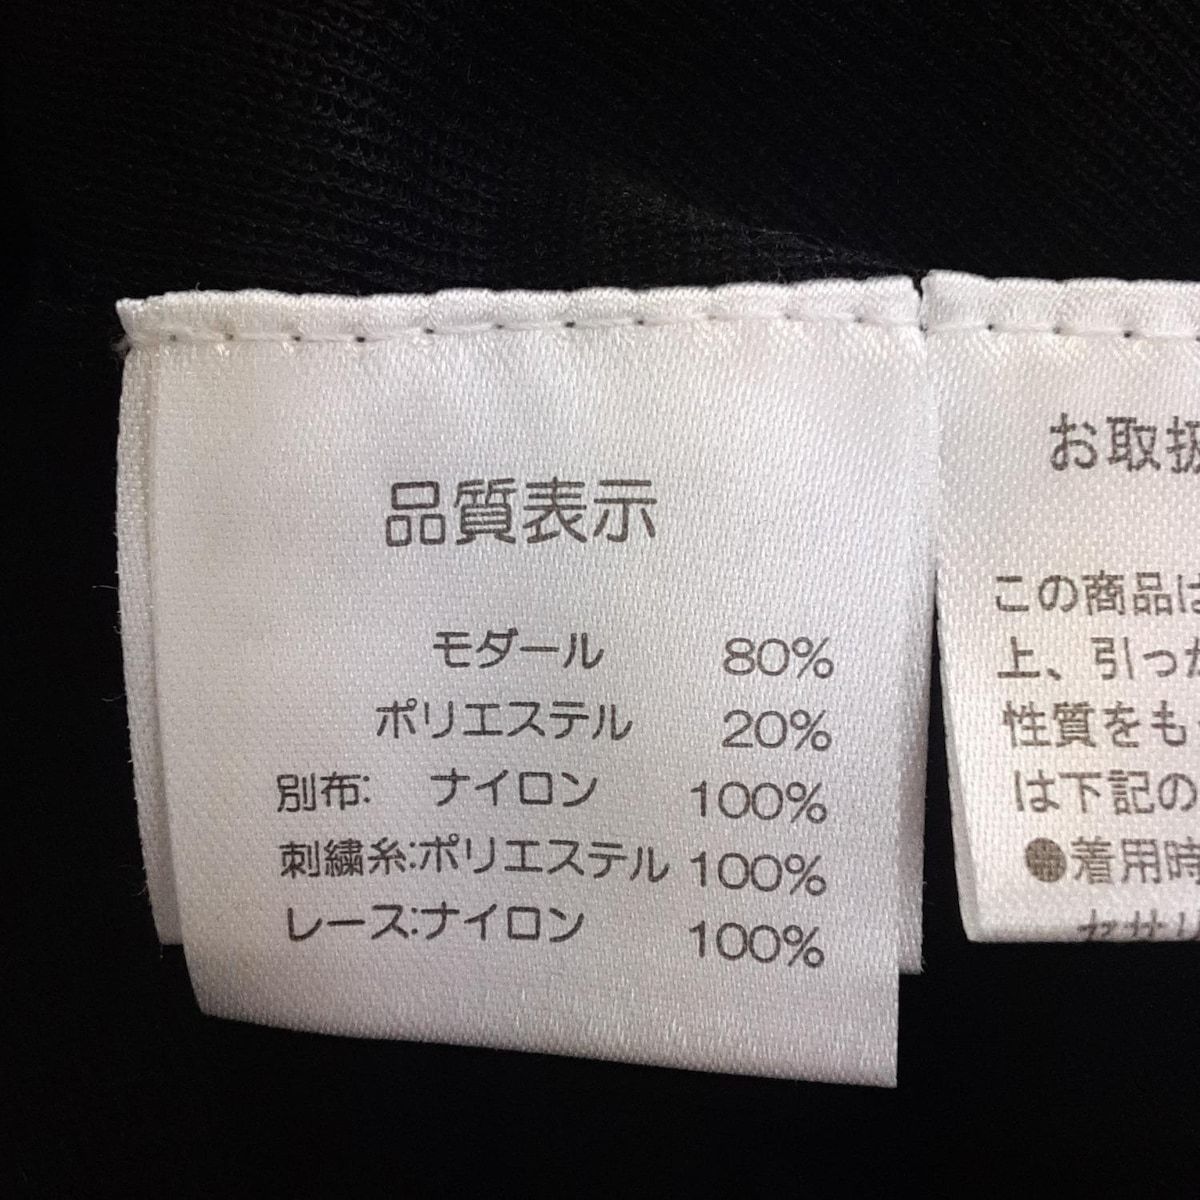 品質表示
モダール 80%
ポリエステル 20%
別布: ナイロン 100%
刺繍糸:ポリエステル 100%
レース:ナイロン 100%
お取扱
この商品は
上、引っか
性質をも
は下記の
●着用時